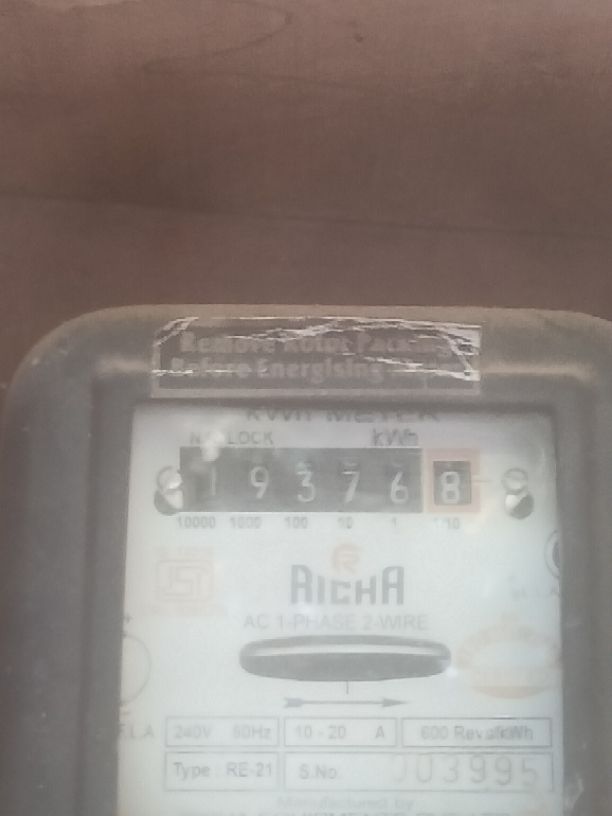 Remove Rotor Packing
Before Energising
KWH METER
LOCK kWh
1 9 3 7 6 8
10000 1000 100 10 1 1/10
RICHA
AC 1-PHASE 2-WIRE
240V 50Hz 10 - 20 A 600 Revs/kWh
Type RE-21 S.No. 003995
Manufactured by